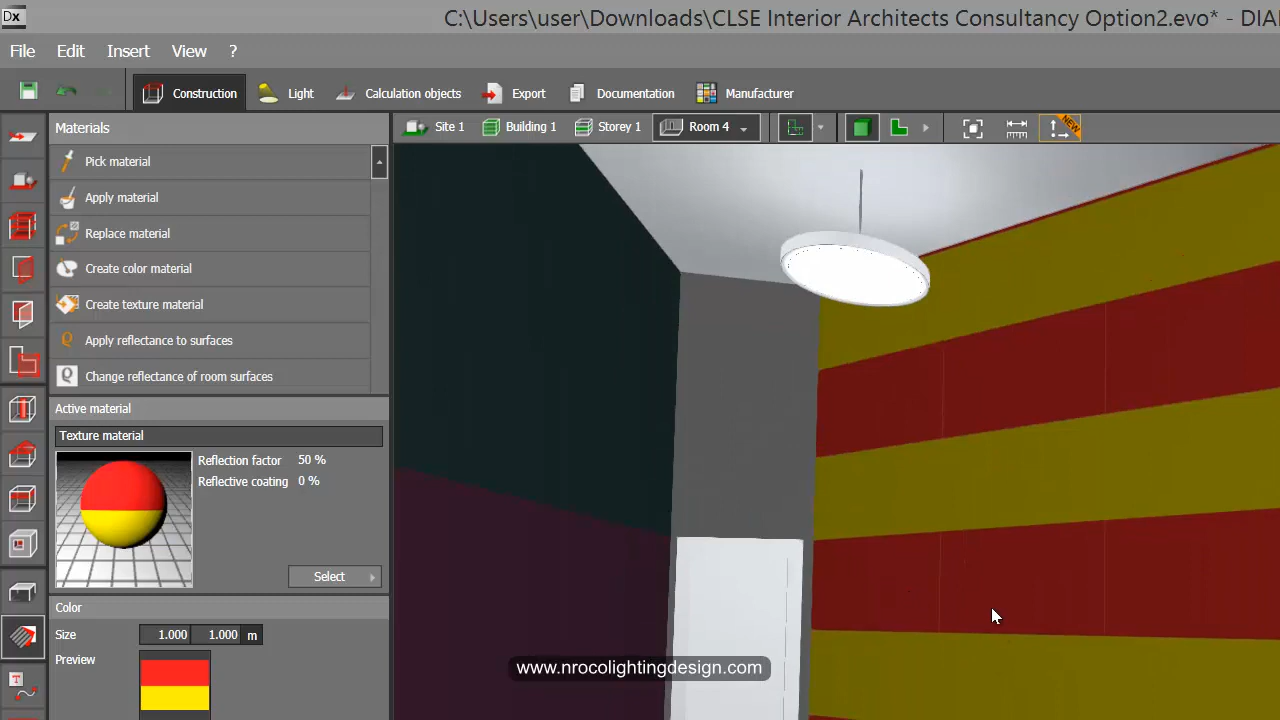 Dx
C:\Users\user\Downloads\CLSE Interior Architects Consultancy Option2.evo* - DIAL
File Edit Insert View ?
Construction Light Calculation objects Export Documentation Manufacturer
Materials
Site 1 Building 1 Storey 1 Room 4 NEW
Pick material
Apply material
Replace material
Create color material
Create texture material
Apply reflectance to surfaces
Change reflectance of room surfaces
Active material
Texture material
Reflection factor 50 %
Reflective coating 0 %
Select
Color
Size 1.000 1.000 m
Preview
www.nrocolightingdesign.com